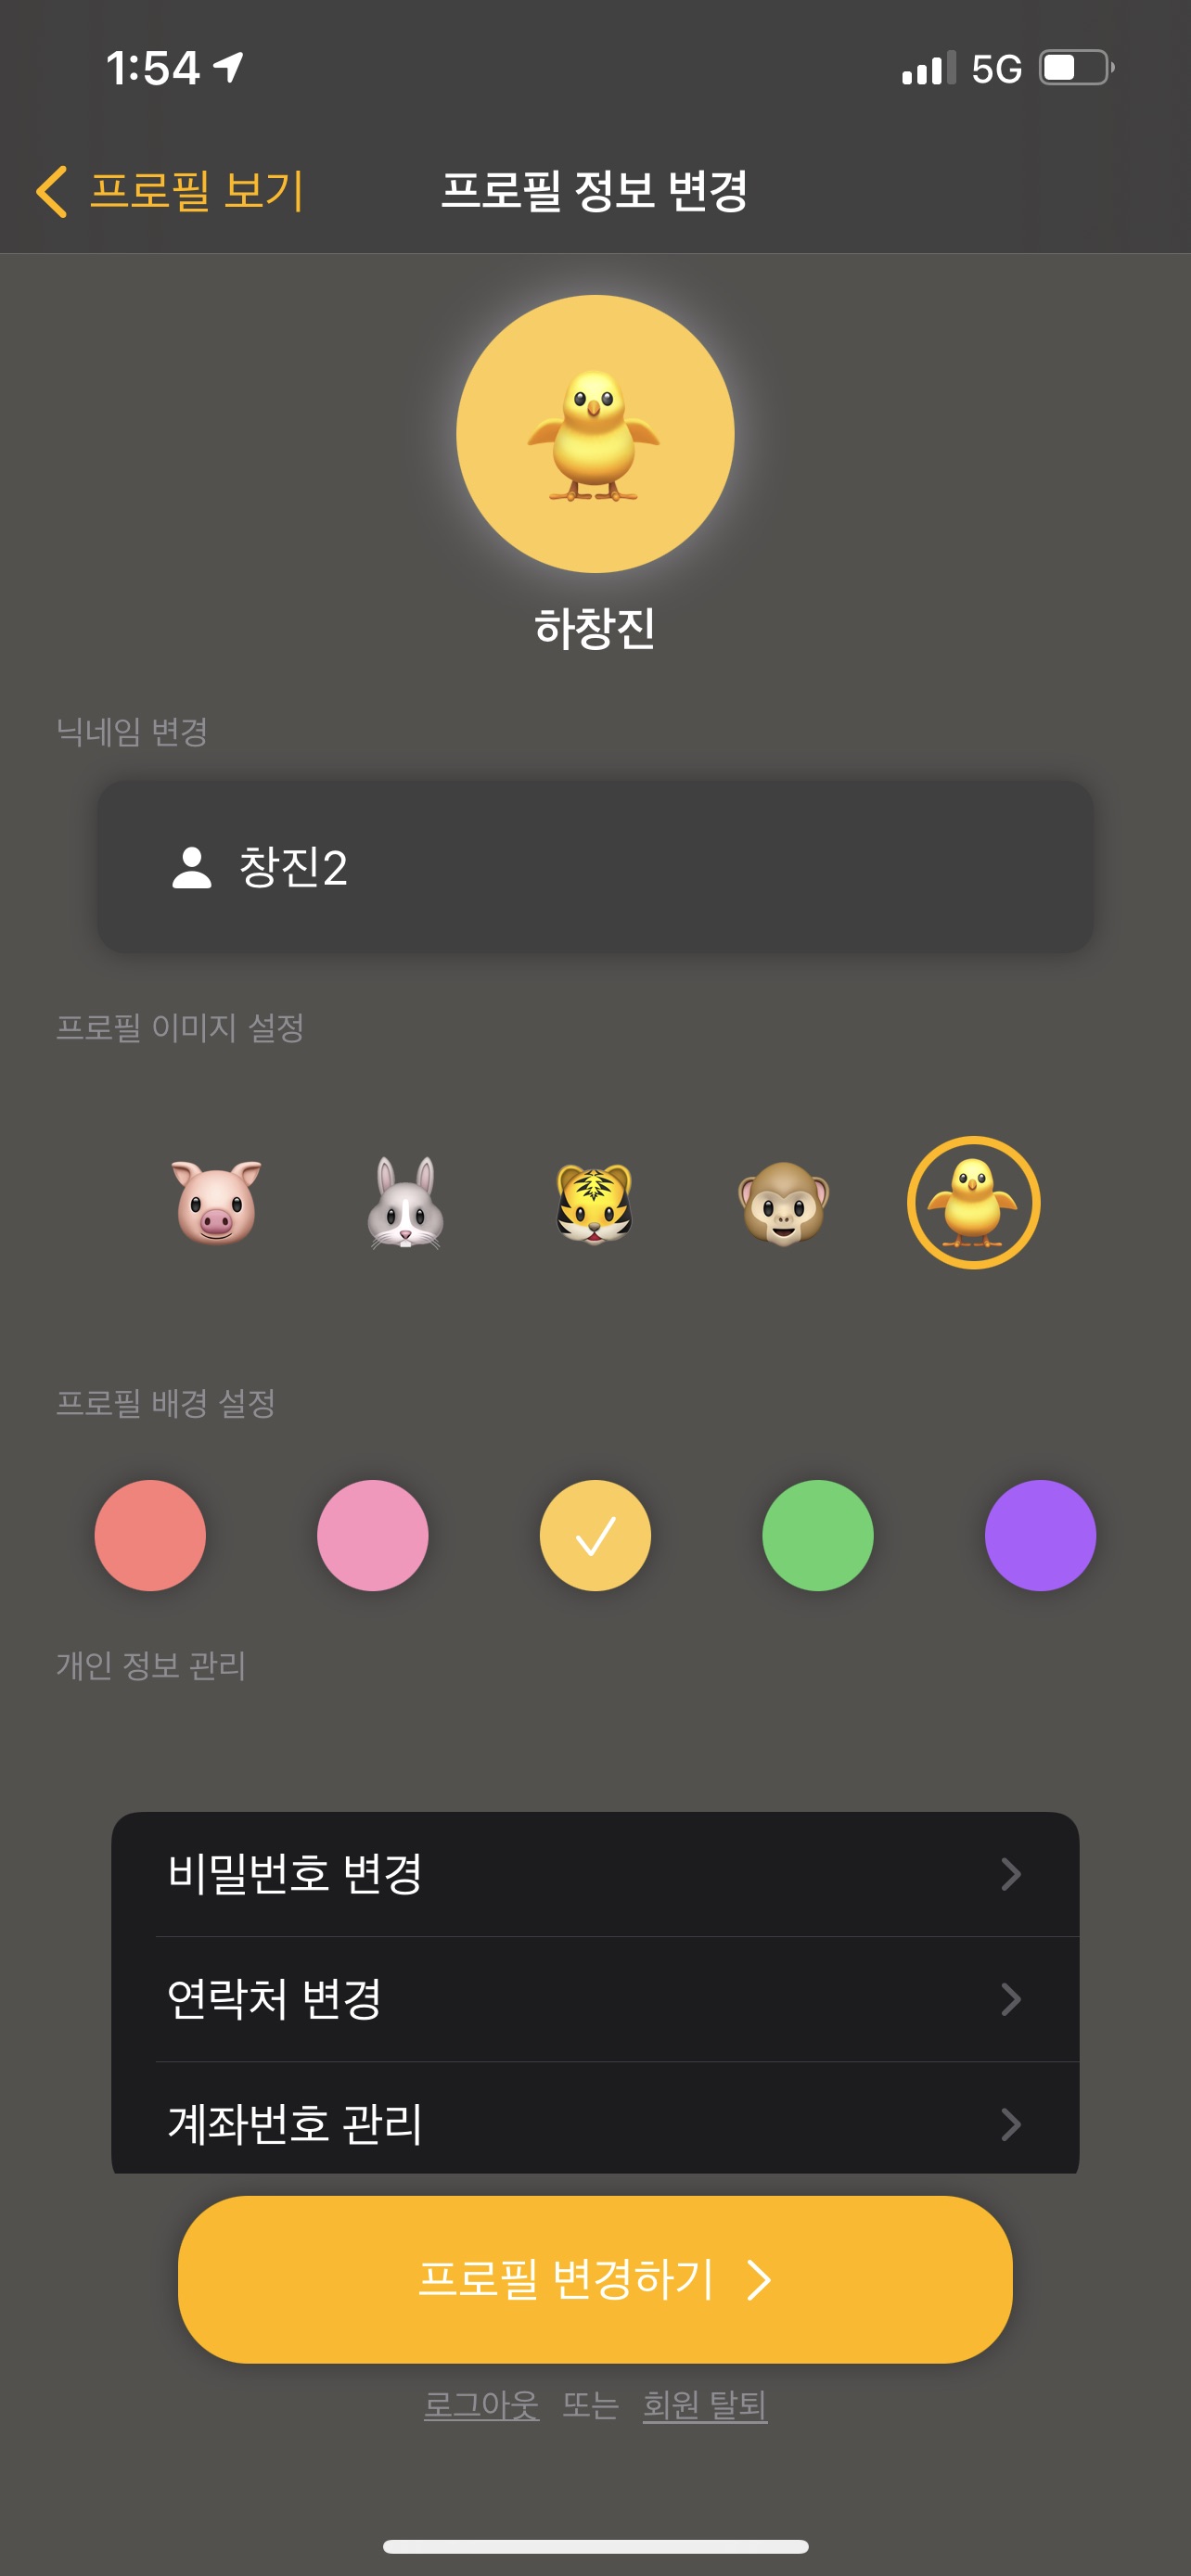 1:54 5G
프로필 보기 프로필 정보 변경
하창진
닉네임 변경
창진2
프로필 이미지 설정
프로필 배경 설정
개인 정보 관리
비밀번호 변경
연락처 변경
계좌번호 관리
프로필 변경하기
로그아웃 또는 회원 탈퇴